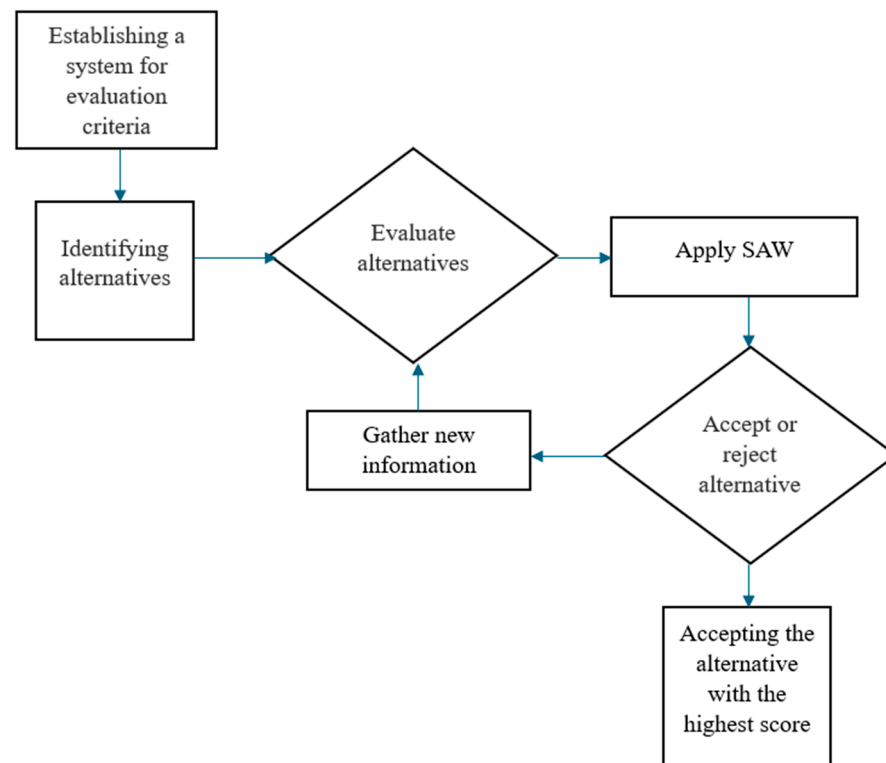 Establishing a
system for
evaluation
criteria
Identifying
alternatives
Evaluate
alternatives
Apply SAW
Accept or
reject
alternative
Gather new
information
Accepting the
alternative
with the
highest score